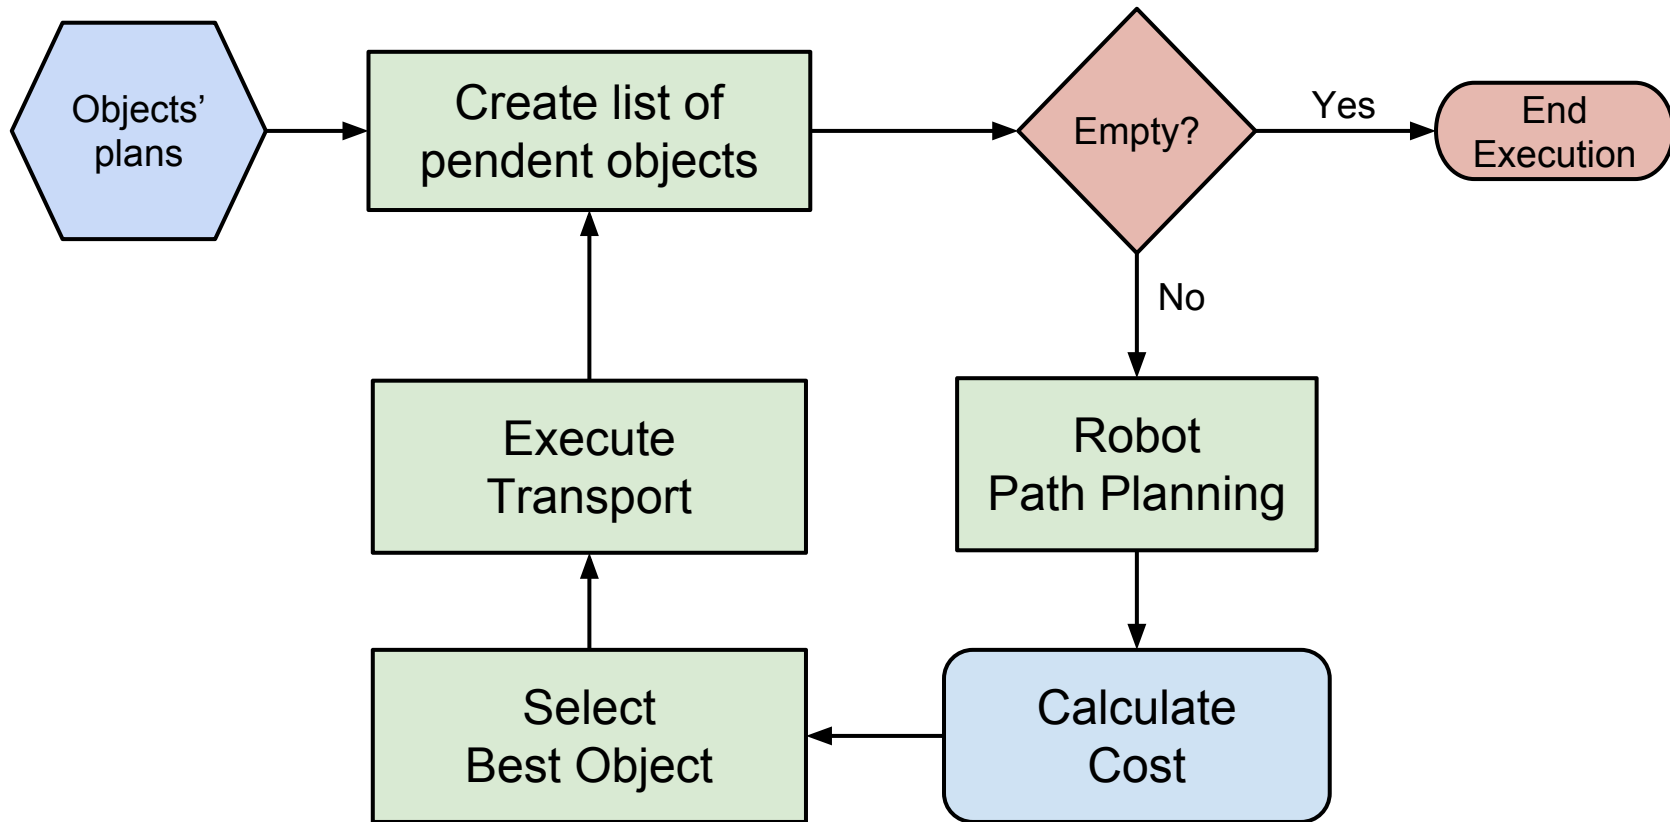 Objects’
plans
Create list of
pendent objects
Empty?
Yes
End
Execution
No
Execute
Transport
Robot
Path Planning
Select
Best Object
Calculate
Cost